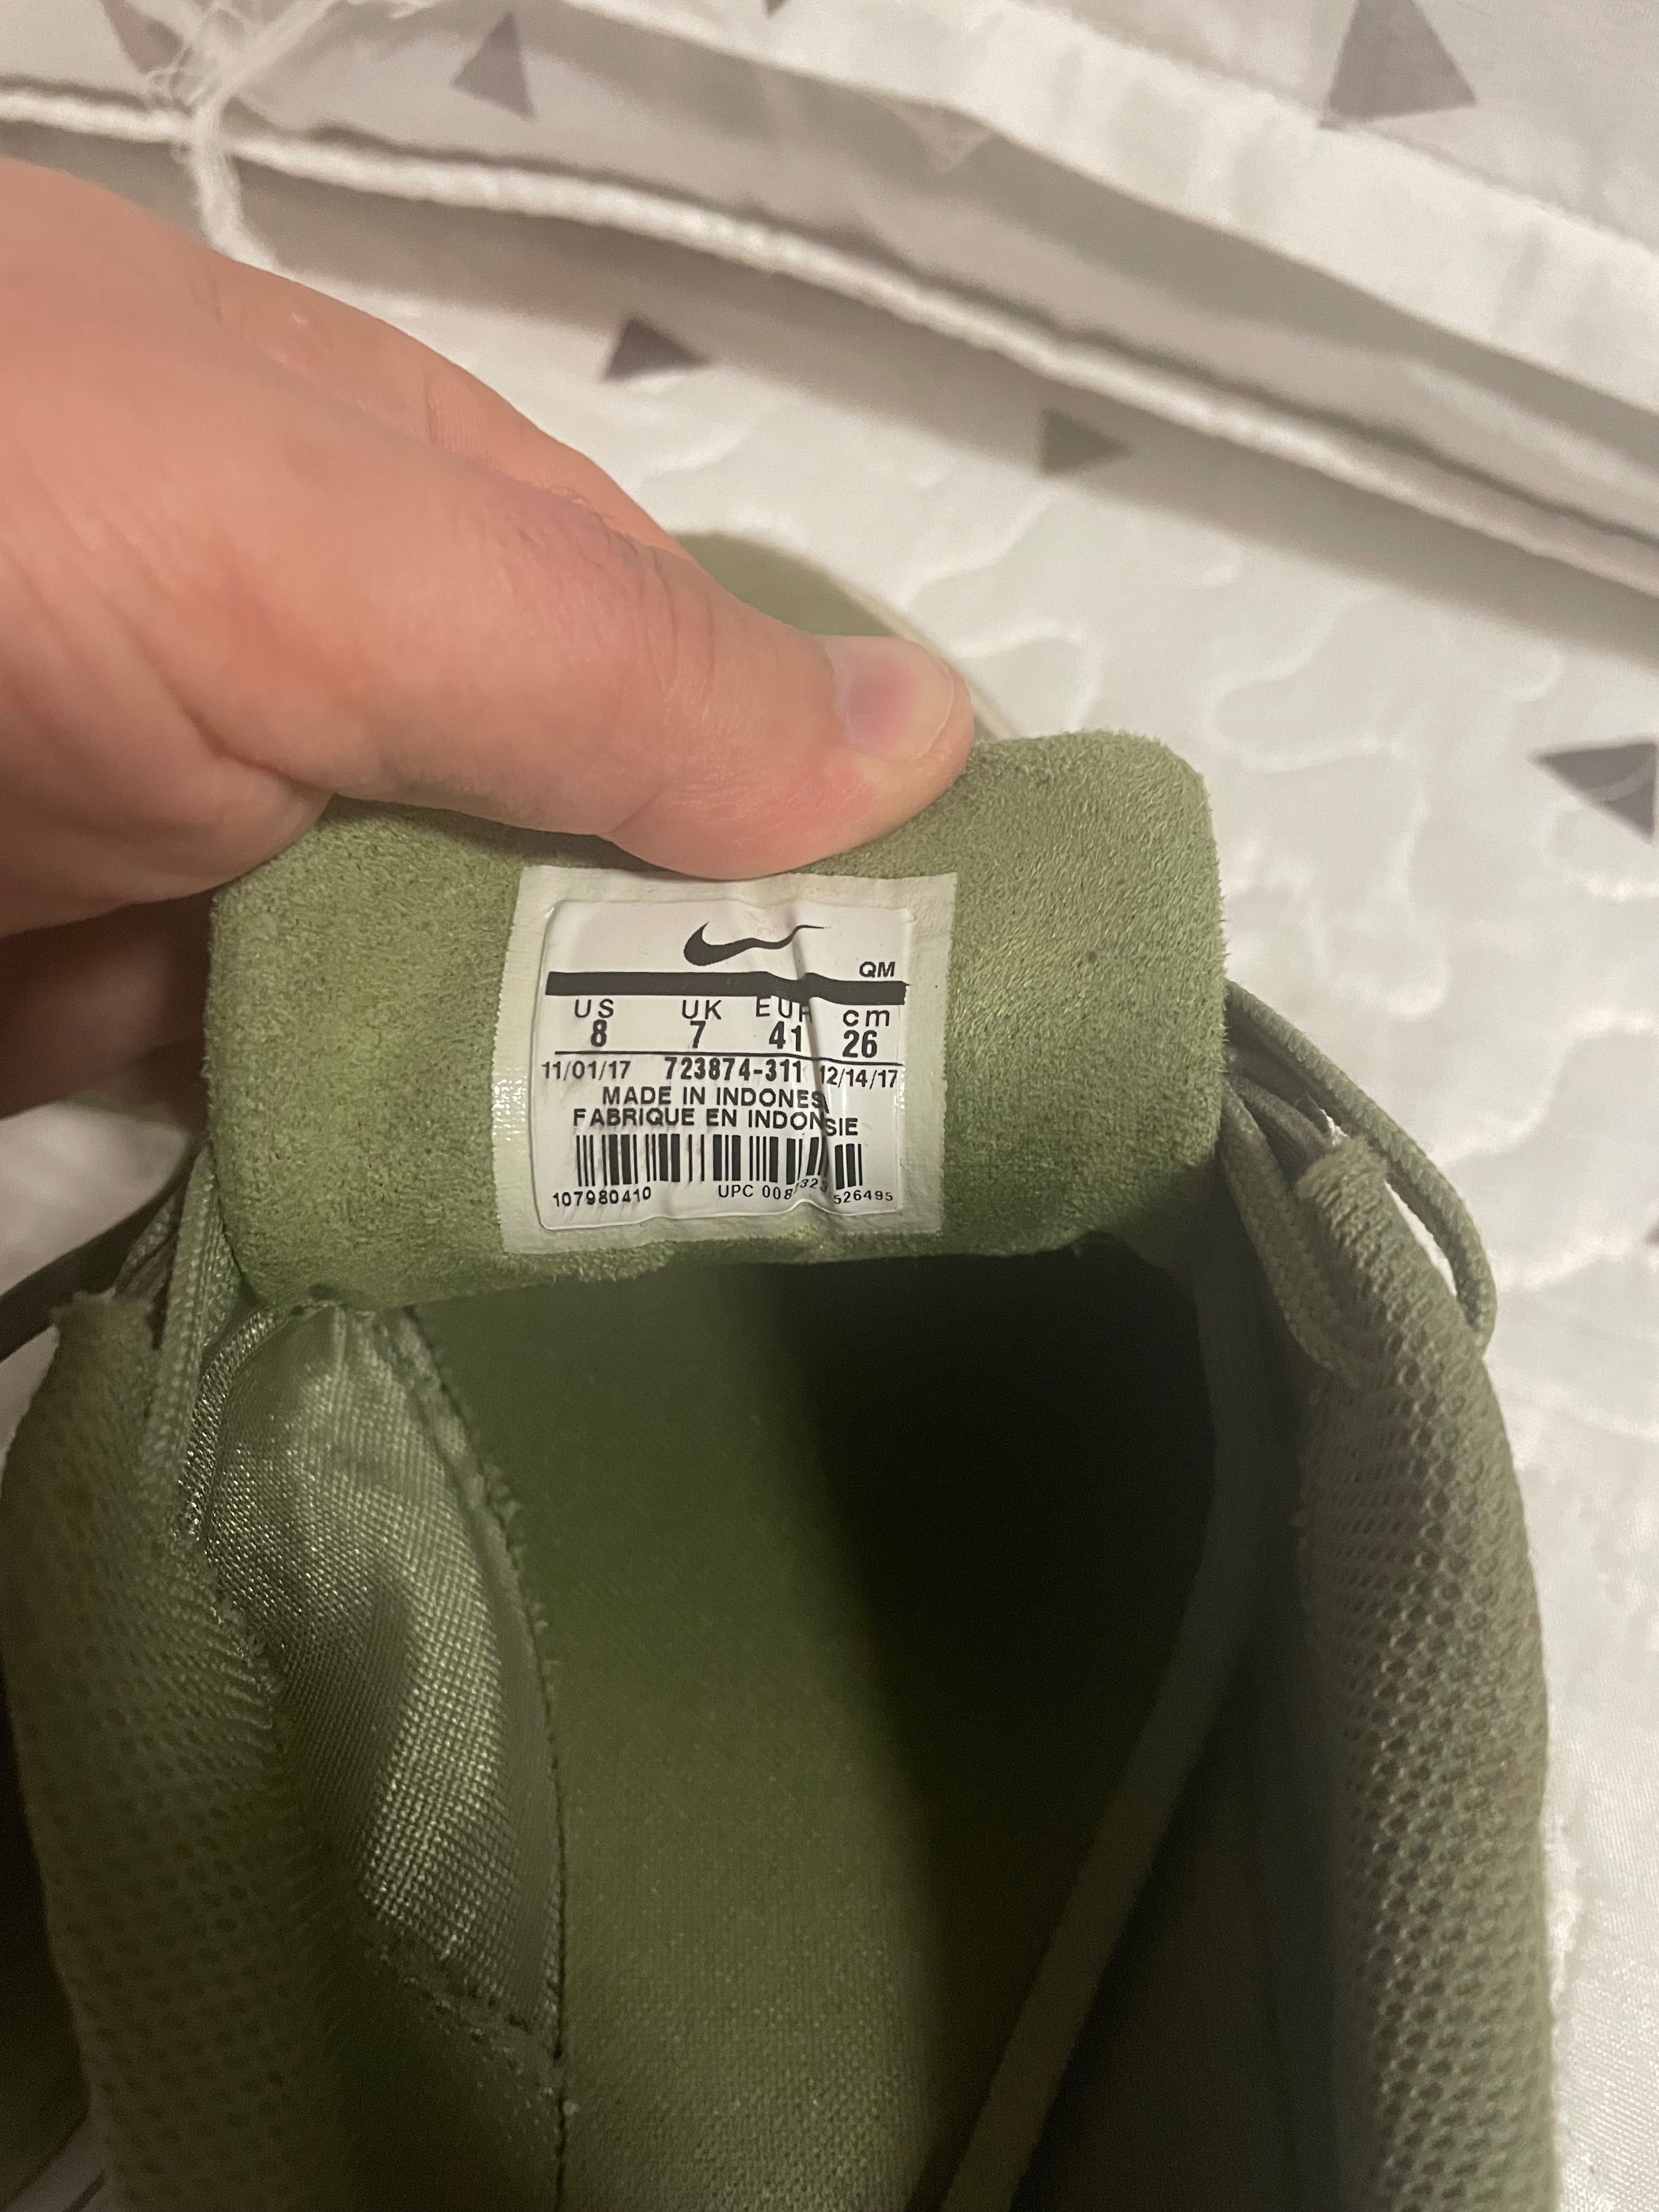 QM
US UK EUR cm
8 7 41 26
11/01/17 723874-311 12/14/17
MADE IN INDONES
FABRIQUE EN INDONSIE
107980410 UPC 008 323 526495